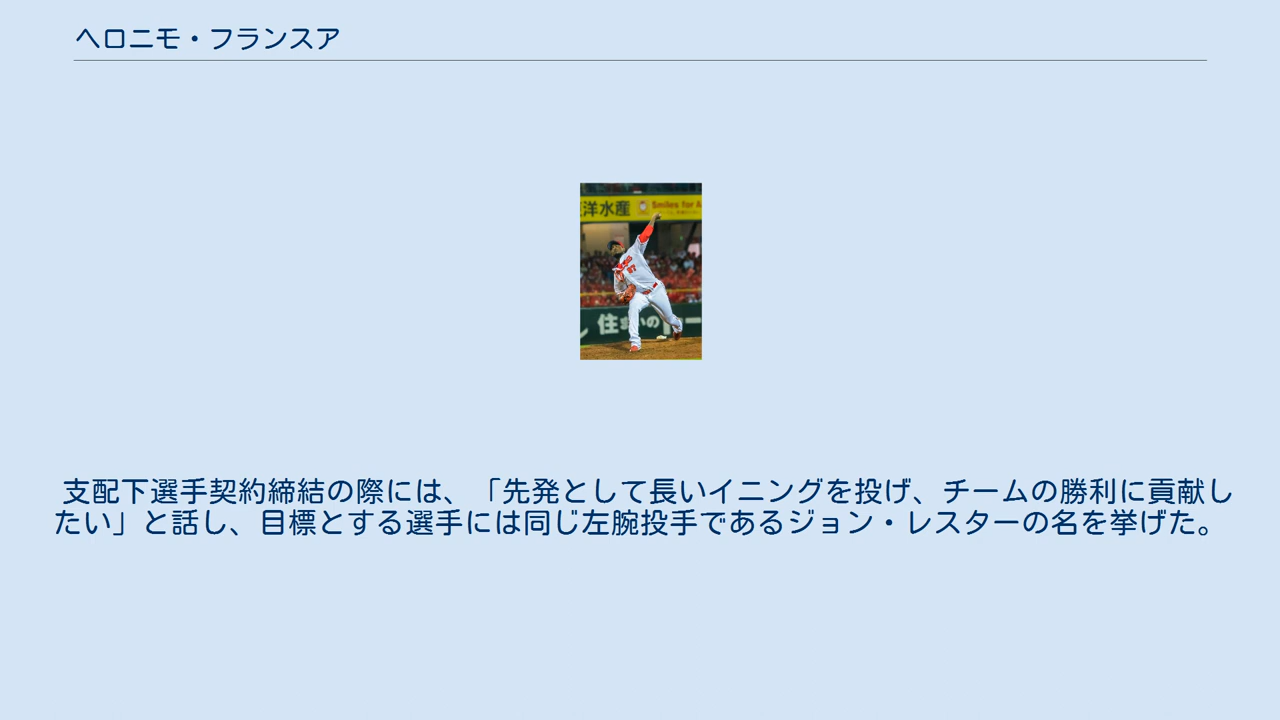 ヘロニモ・フランスア
洋水産 Smiles for A
住まいの
支配下選手契約締結の際には、「先発として長いイニングを投げ、チームの勝利に貢献し
たい」と話し、目標とする選手には同じ左腕投手であるジョン・レスターの名を挙げた。